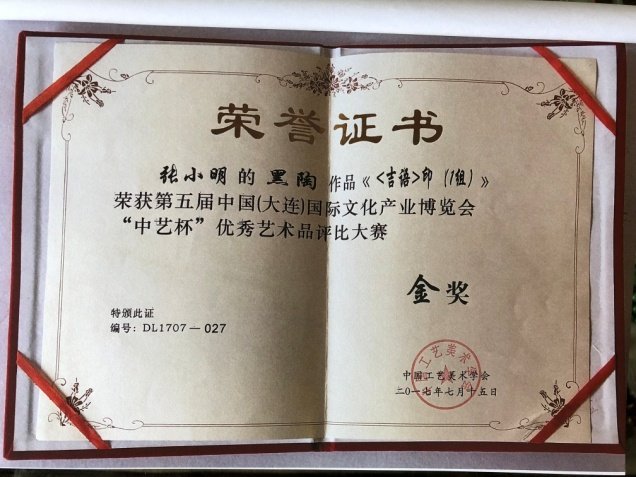 荣誉证书
张小明的黑陶作品《<吉语>印（1组）》
荣获第五届中国(大连)国际文化产业博览会
“中艺杯”优秀艺术品评比大赛
金奖
特颁此证
编号：DL1707—027
中国工艺美术学会
二〇一七年七月十五日